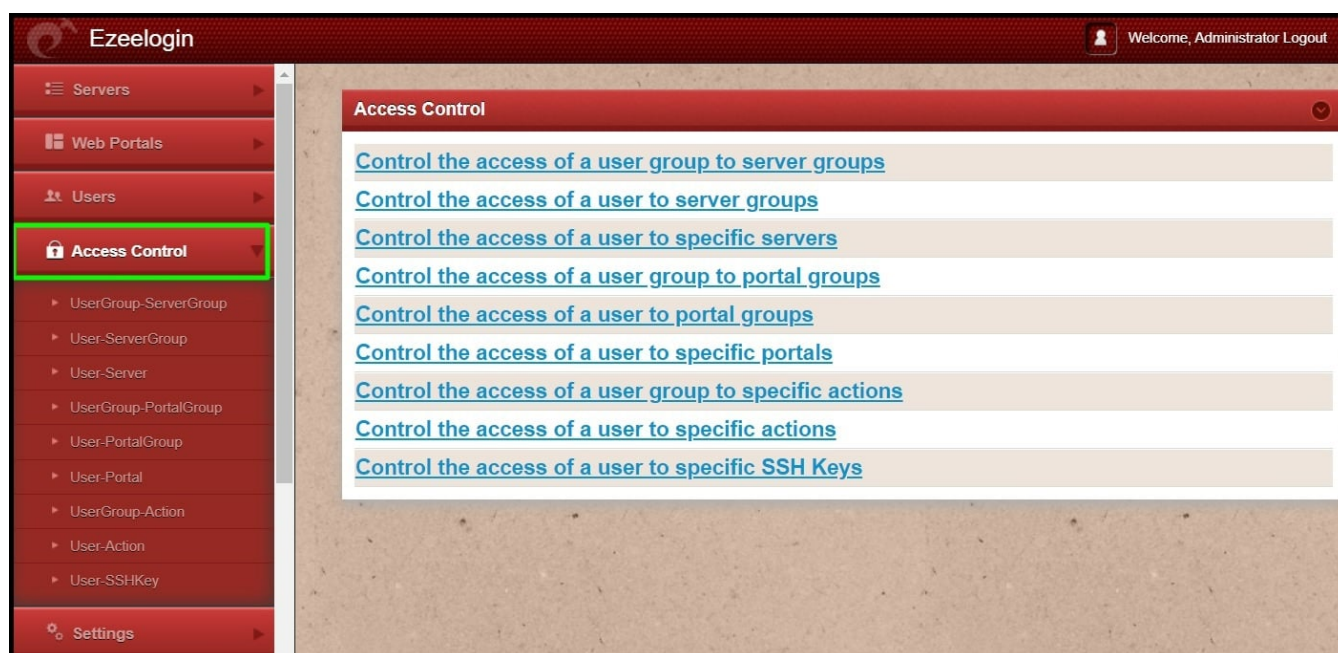 Ezeelogin
Welcome, Administrator Logout
Servers
Web Portals
Users
Access Control
UserGroup-ServerGroup
User-ServerGroup
User-Server
UserGroup-PortalGroup
User-PortalGroup
User-Portal
UserGroup-Action
User-Action
User-SSHKey
Settings
Access Control
Control the access of a user group to server groups
Control the access of a user to server groups
Control the access of a user to specific servers
Control the access of a user group to portal groups
Control the access of a user to portal groups
Control the access of a user to specific portals
Control the access of a user group to specific actions
Control the access of a user to specific actions
Control the access of a user to specific SSH Keys